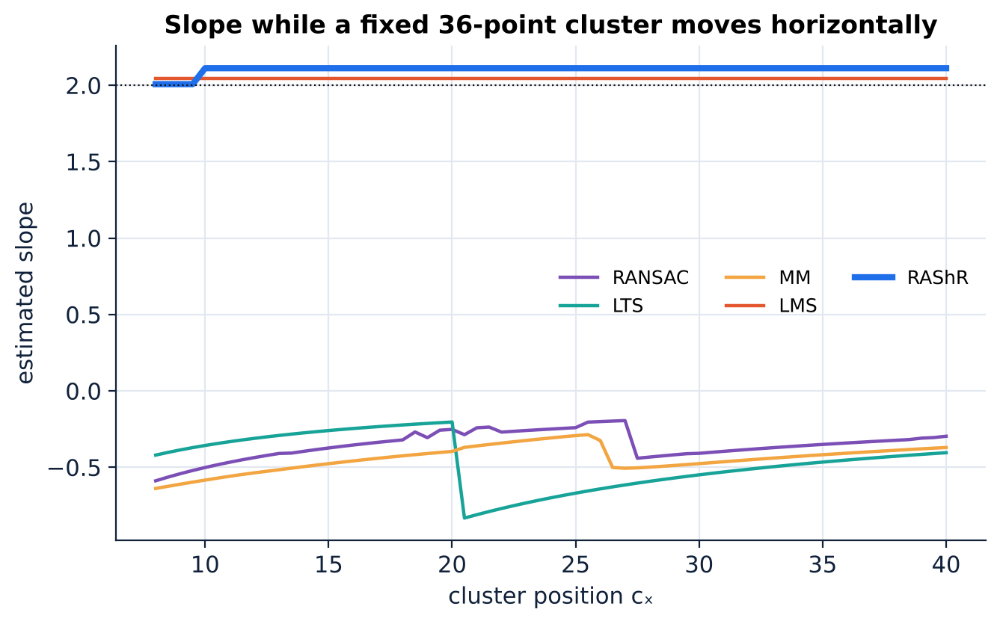 Slope while a fixed 36-point cluster moves horizontally
estimated slope
2.0
1.5
1.0
0.5
0.0
−0.5
RANSAC
LTS
MM
LMS
RAShR
10 15 20 25 30 35 40
cluster position cₓ